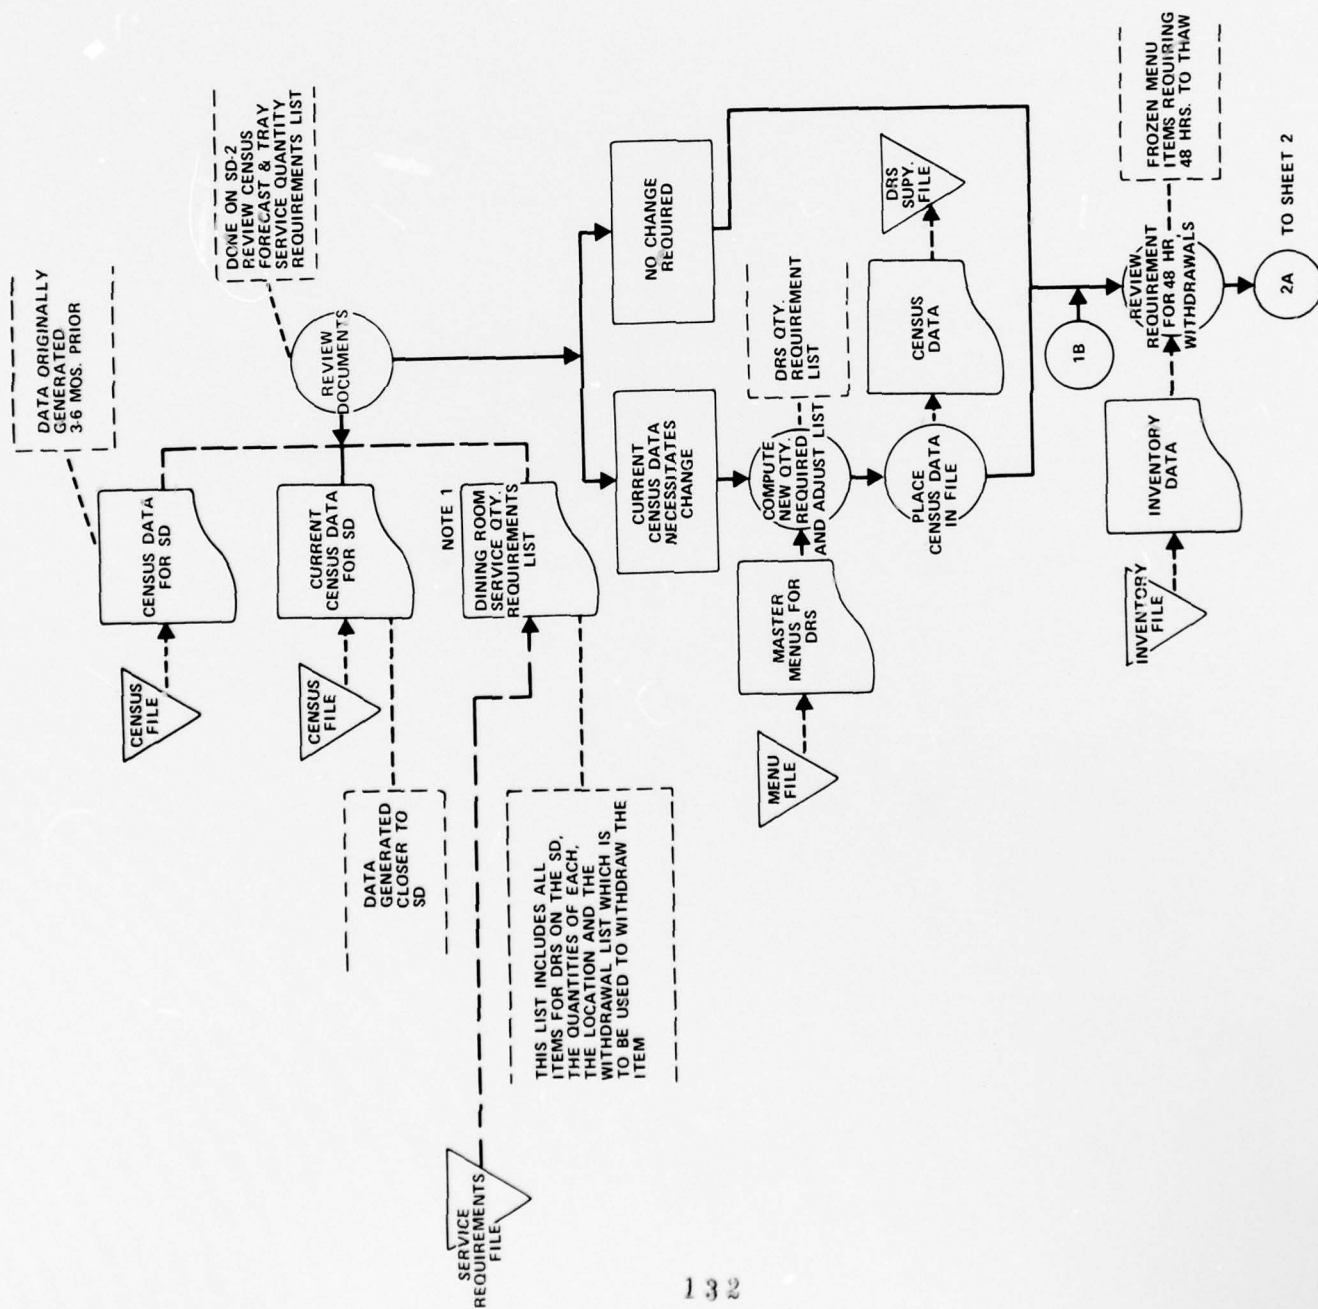 DATA ORIGINALLY
GENERATED
3-6 MOS. PRIOR
CENSUS
FILE
CENSUS DATA
FOR SD
DONE ON SD-2
REVIEW CENSUS
FORECAST & TRAY
SERVICE QUANTITY
REQUIREMENTS LIST
REVIEW
DOCUMENTS
CENSUS
FILE
CURRENT
CENSUS DATA
FOR SD
DATA
GENERATED
CLOSER TO
SD
NOTE 1
DINING ROOM
SERVICE QTY.
REQUIREMENTS
LIST
SERVICE
REQUIREMENTS
FILE
THIS LIST INCLUDES ALL
ITEMS FOR DRS ON THE SD,
THE QUANTITIES OF EACH,
THE LOCATION AND THE
WITHDRAWAL LIST WHICH IS
TO BE USED TO WITHDRAW THE
ITEM
CURRENT
CENSUS DATA
NECESSITATES
CHANGE
NO CHANGE
REQUIRED
MENU
FILE
MASTER
MENUS FOR
DRS
COMPUTE
NEW QTY.
REQUIRED
AND ADJUST LIST
DRS QTY.
REQUIREMENT
LIST
PLACE
CENSUS DATA
IN FILE
CENSUS
DATA
DRS
SUPY.
FILE
1B
INVENTORY
FILE
INVENTORY
DATA
REVIEW
REQUIREMENT
FOR 48 HR.
WITHDRAWALS
FROZEN MENU
ITEMS REQUIRING
48 HRS. TO THAW
2A
TO SHEET 2
132